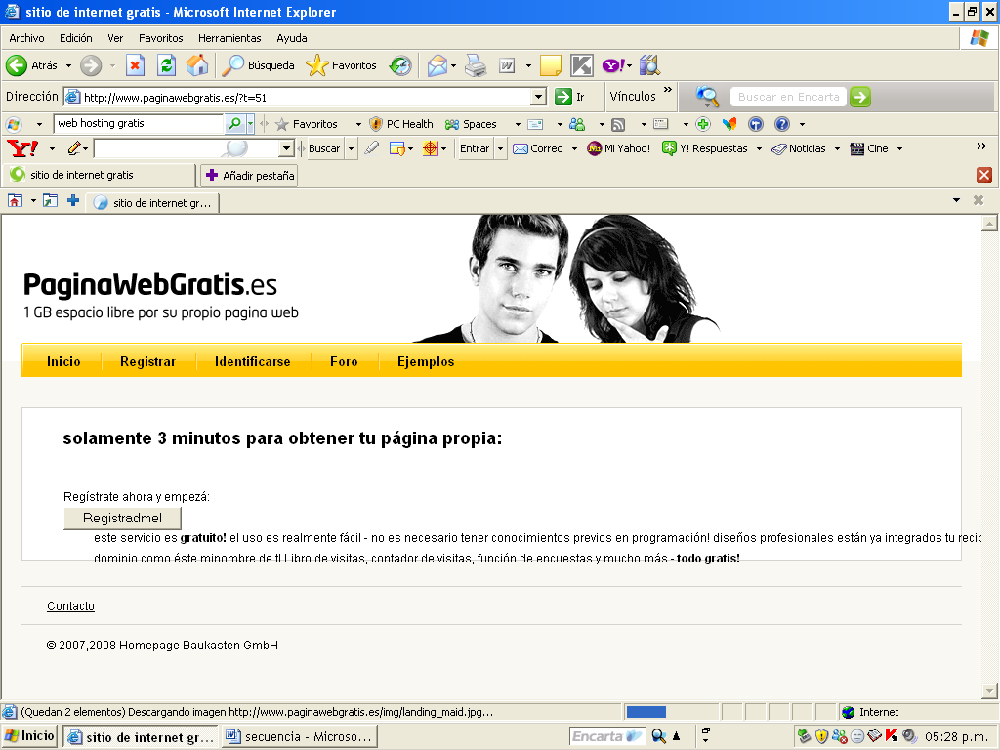 sitio de internet gratis - Microsoft Internet Explorer
Archivo Edición Ver Favoritos Herramientas Ayuda
Atrás Búsqueda Favoritos
Dirección http://www.paginawebgratis.es/?t=51 Ir Vínculos » Buscar en Encarta
web hosting gratis Favoritos PC Health Spaces
Y! Buscar Entrar Correo Mi Yahoo! Y! Respuestas Noticias Cine »
sitio de internet gratis Añadir pestaña
sitio de internet gr...
PaginaWebGratis.es
1 GB espacio libre por su propio pagina web
Inicio Registrar Identificarse Foro Ejemplos
solamente 3 minutos para obtener tu página propia:
Regístrate ahora y empezá:
Registradme!
este servicio es gratuito! el uso es realmente fácil - no es necesario tener conocimientos previos en programación! diseños profesionales están ya integrados tu recib
dominio como éste minombre.de.tl Libro de visitas, contador de visitas, función de encuestas y mucho más - todo gratis!
Contacto
© 2007,2008 Homepage Baukasten GmbH
(Quedan 2 elementos) Descargando imagen http://www.paginawebgratis.es/img/landing_maid.jpg... Internet
Inicio sitio de internet gr... secuencia - Microso... Encarta 05:28 p.m.